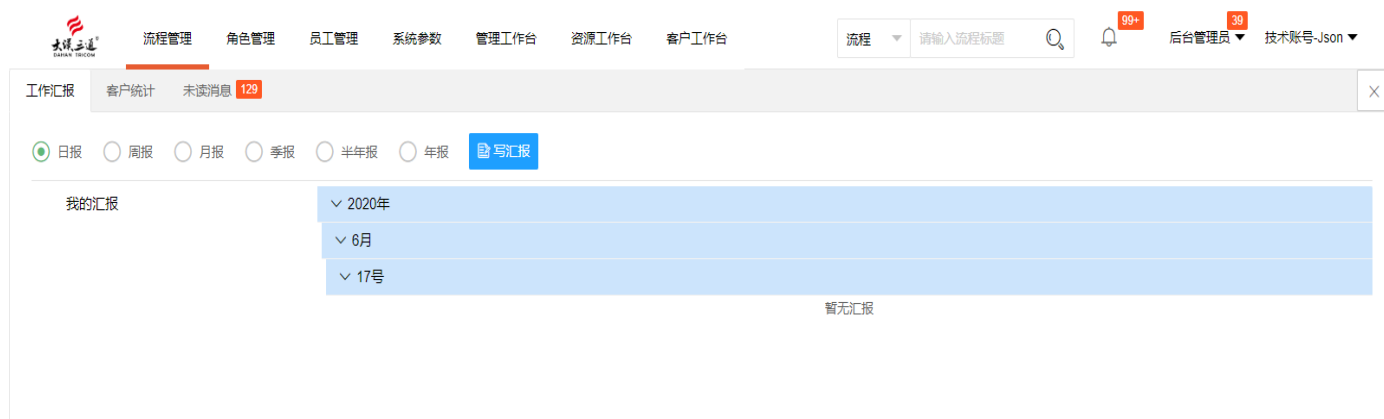 大汉三通®
DAHAN TRICOM
流程管理 角色管理 员工管理 系统参数 管理工作台 资源工作台 客户工作台 流程 请输入流程标题 99+ 后台管理员 39 技术账号-Json
工作汇报 客户统计 未读消息 129
日报 周报 月报 季报 半年报 年报 写汇报
我的汇报 2020年
6月
17号
暂无汇报